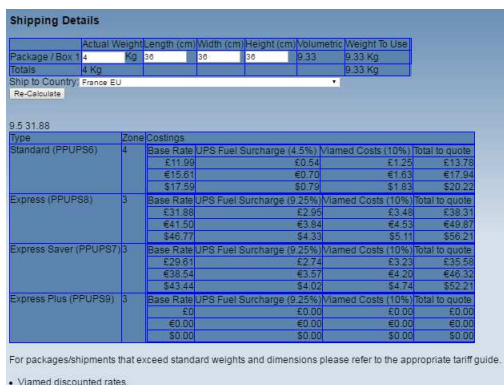 Shipping Details
Actual Weight Length (cm) Width (cm) Height (cm) Volumetric Weight To Use
Package / Box 1 4 Kg 36 36 36 9.33 9.33 Kg
Totals 4 Kg 9.33 Kg
Ship to Country: France EU
Re-Calculate
9.5 31.88
Type Zone Costings
Standard (PPUPS6) 4 Base Rate UPS Fuel Surcharge (4.5%) Viamed Costs (10%) Total to quote
£11.99 £0.54 £1.25 £13.78
€15.61 €0.70 €1.63 €17.94
$17.59 $0.79 $1.83 $20.22
Express (PPUPS8) 3 Base Rate UPS Fuel Surcharge (9.25%) Viamed Costs (10%) Total to quote
£31.88 £2.95 £3.48 £38.31
€41.50 €3.84 €4.53 €49.87
$46.77 $4.33 $5.11 $56.21
Express Saver (PPUPS7) 3 Base Rate UPS Fuel Surcharge (9.25%) Viamed Costs (10%) Total to quote
£29.61 £2.74 £3.23 £35.58
€38.54 €3.57 €4.20 €46.32
$43.44 $4.02 $4.74 $52.21
Express Plus (PPUPS9) 3 Base Rate UPS Fuel Surcharge (9.25%) Viamed Costs (10%) Total to quote
£0 £0.00 £0.00 £0.00
€0.00 €0.00 €0.00 €0.00
$0.00 $0.00 $0.00 $0.00
For packages/shipments that exceed standard weights and dimensions please refer to the appropriate tariff guide.
• Viamed discounted rates.